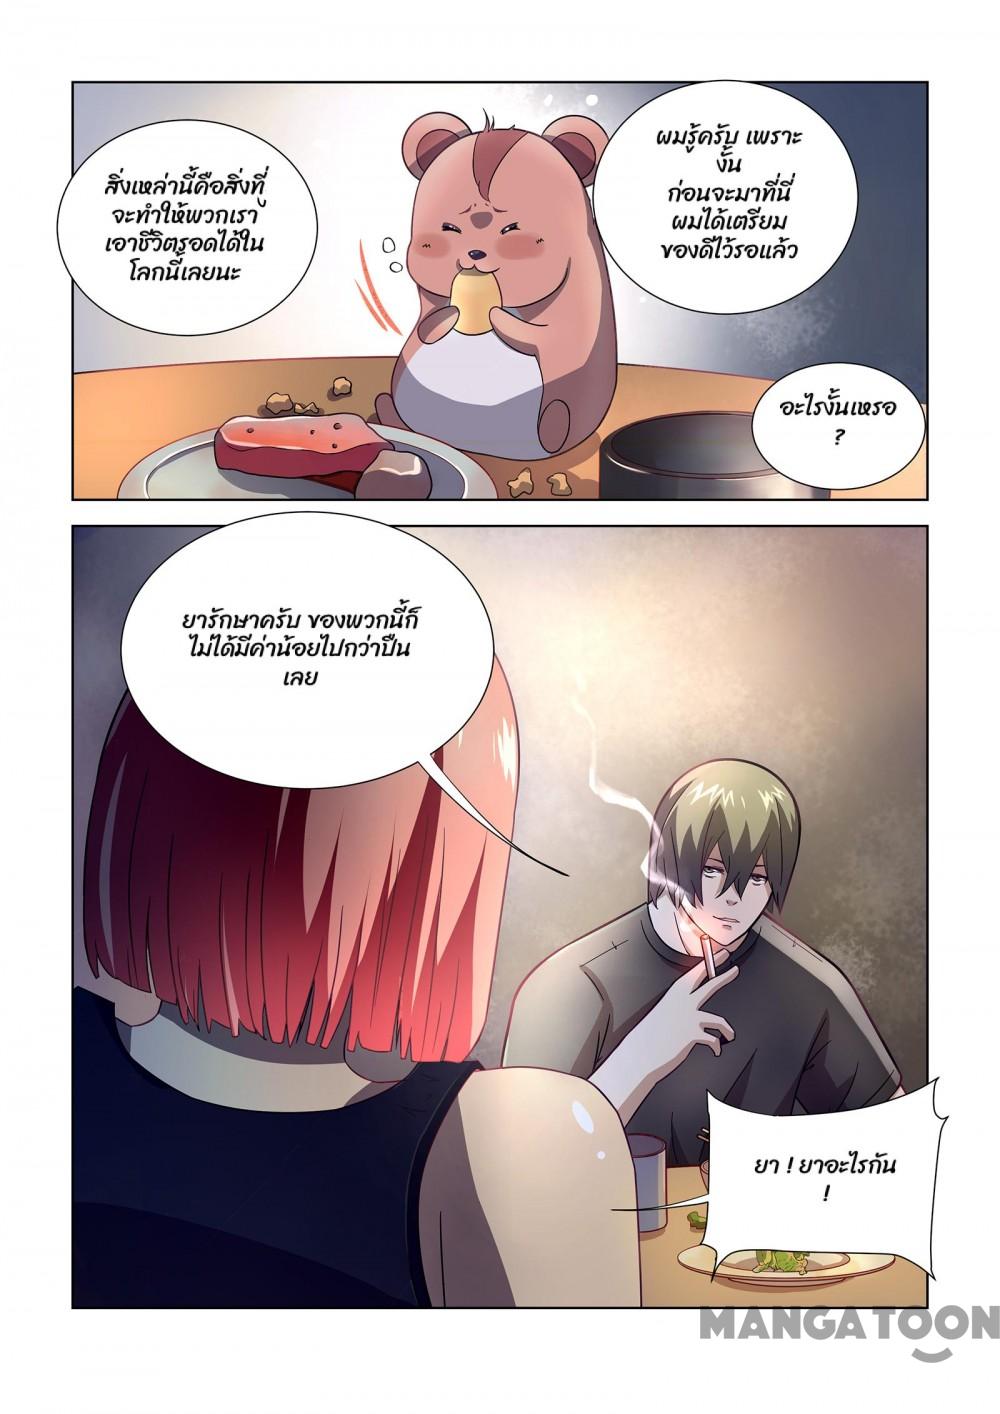 สิ่งเหล่านี้คือสิ่งที่
จะทำให้พวกเรา
เอาชีวิตรอดได้ใน
โลกนี้เลยนะ
ผมรู้ครับ เพราะ
งั้น
ก่อนจะมาที่นี่
ผมได้เตรียม
ของดีไว้รอแล้ว
อะไรงั้นเหรอ
?
ยารักษาครับ ของพวกนี้ก็
ไม่ได้มีค่าน้อยไปกว่าปืน
เลย
ยา ! ยาอะไรกัน
!
MANGATOON